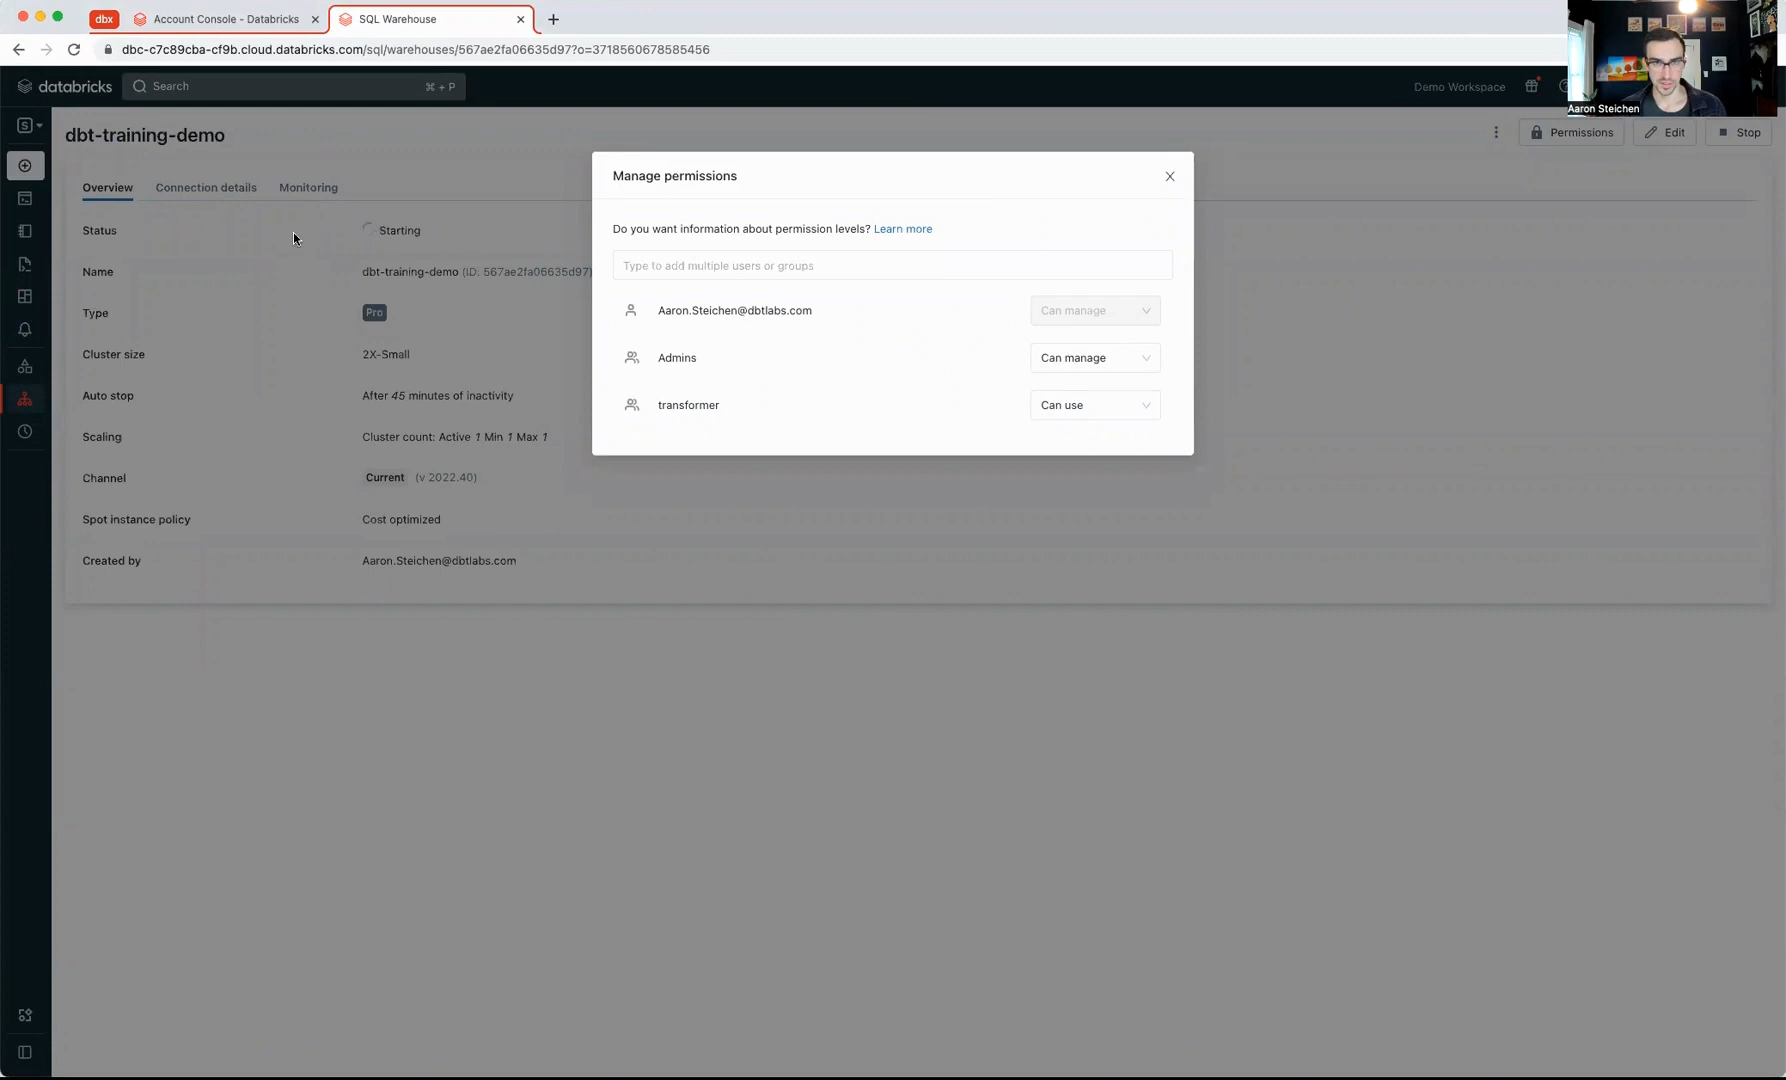 dbx
Account Console - Databricks
SQL Warehouse
dbc-c7c89cba-cf9b.cloud.databricks.com/sql/warehouses/567ae2fa06635d97?o=3718560678585456
databricks
Search
⌘ + P
Demo Workspace
Aaron Steichen
S
dbt-training-demo
Permissions
Edit
Stop
Overview
Connection details
Monitoring
Status
Starting
Name
dbt-training-demo (ID: 567ae2fa06635d97)
Type
Pro
Cluster size
2X-Small
Auto stop
After 45 minutes of inactivity
Scaling
Cluster count: Active 1 Min 1 Max 1
Channel
Current (v 2022.40)
Spot instance policy
Cost optimized
Created by
Aaron.Steichen@dbtlabs.com
Manage permissions
Do you want information about permission levels? Learn more
Type to add multiple users or groups
Aaron.Steichen@dbtlabs.com
Can manage
Admins
Can manage
transformer
Can use